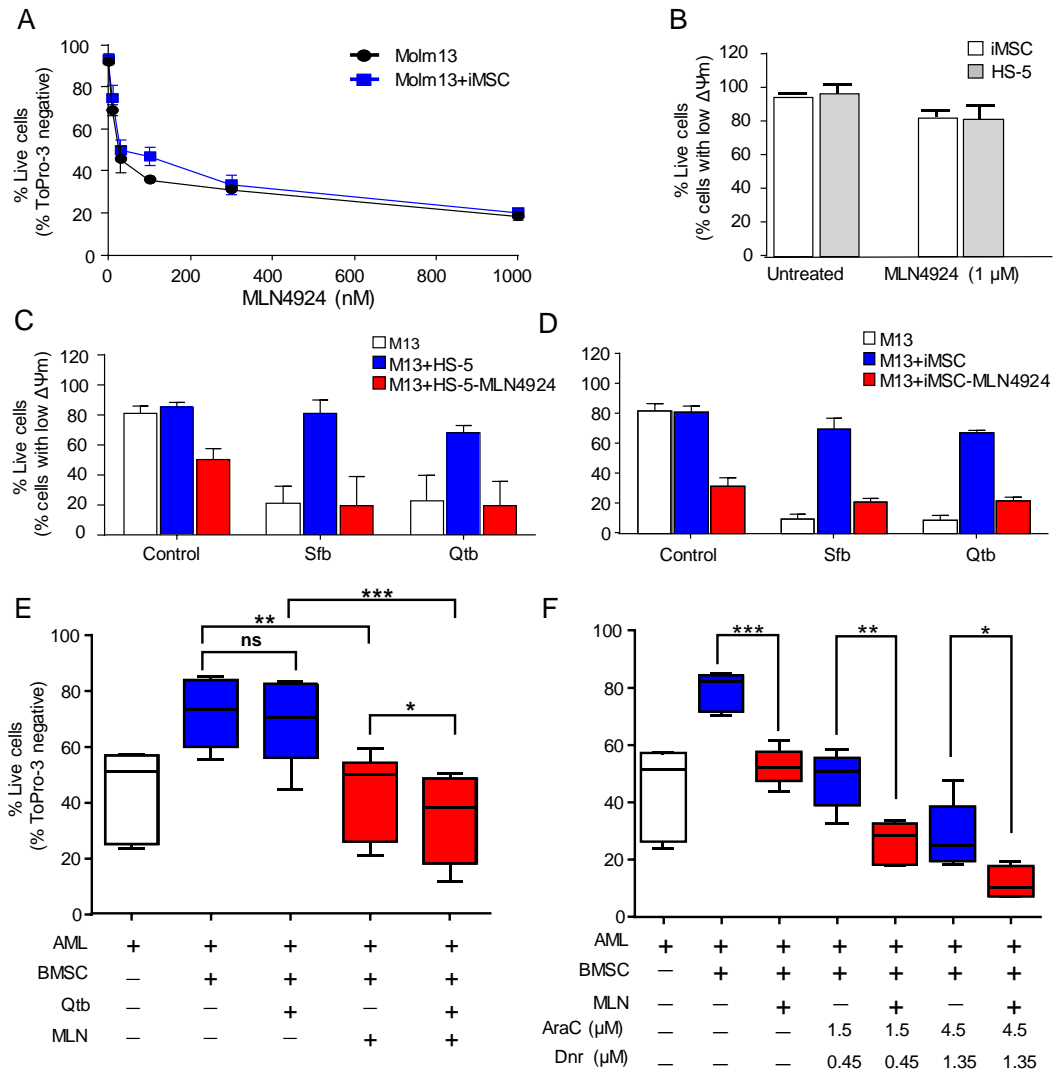 A
% Live cells
(% ToPro-3 negative)
100
80
60
40
20
0
0
200
400
600
800
1000
MLN4924 (nM)
Molm13
Molm13+iMSC
B
% Live cells
(% cells with low ΔΨm)
120
100
80
60
40
20
0
Untreated
MLN4924 (1 µM)
iMSC
HS-5
C
% Live cells
(% cells with low ΔΨm)
120
100
80
60
40
20
0
Control
Sfb
Qtb
M13
M13+HS-5
M13+HS-5-MLN4924
D
120
100
80
60
40
20
0
Control
Sfb
Qtb
M13
M13+iMSC
M13+iMSC-MLN4924
E
% Live cells
(% ToPro-3 negative)
100
80
60
40
20
0
***
**
ns
*
AML + + + + +
BMSC – + + + +
Qtb – – + – +
MLN – – – + +
F
100
80
60
40
20
0
***
**
*
AML + + + + + + +
BMSC – + + + + + +
MLN – – + – + – +
AraC (µM) – – – 1.5 1.5 4.5 4.5
Dnr (µM) – – – 0.45 0.45 1.35 1.35